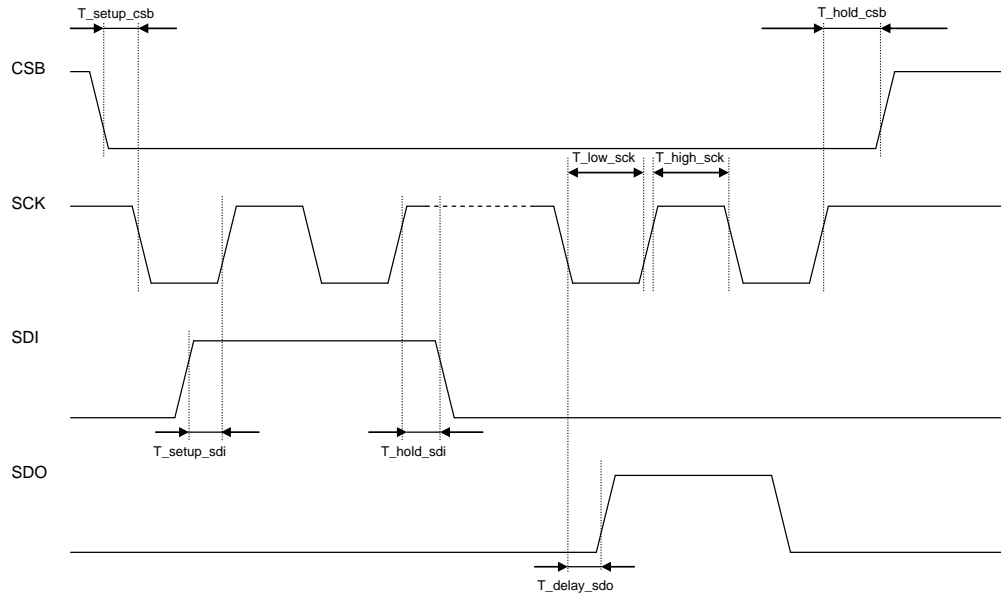 T_setup_csb
T_hold_csb
CSB
T_low_sck
T_high_sck
SCK
SDI
T_setup_sdi
T_hold_sdi
SDO
T_delay_sdo